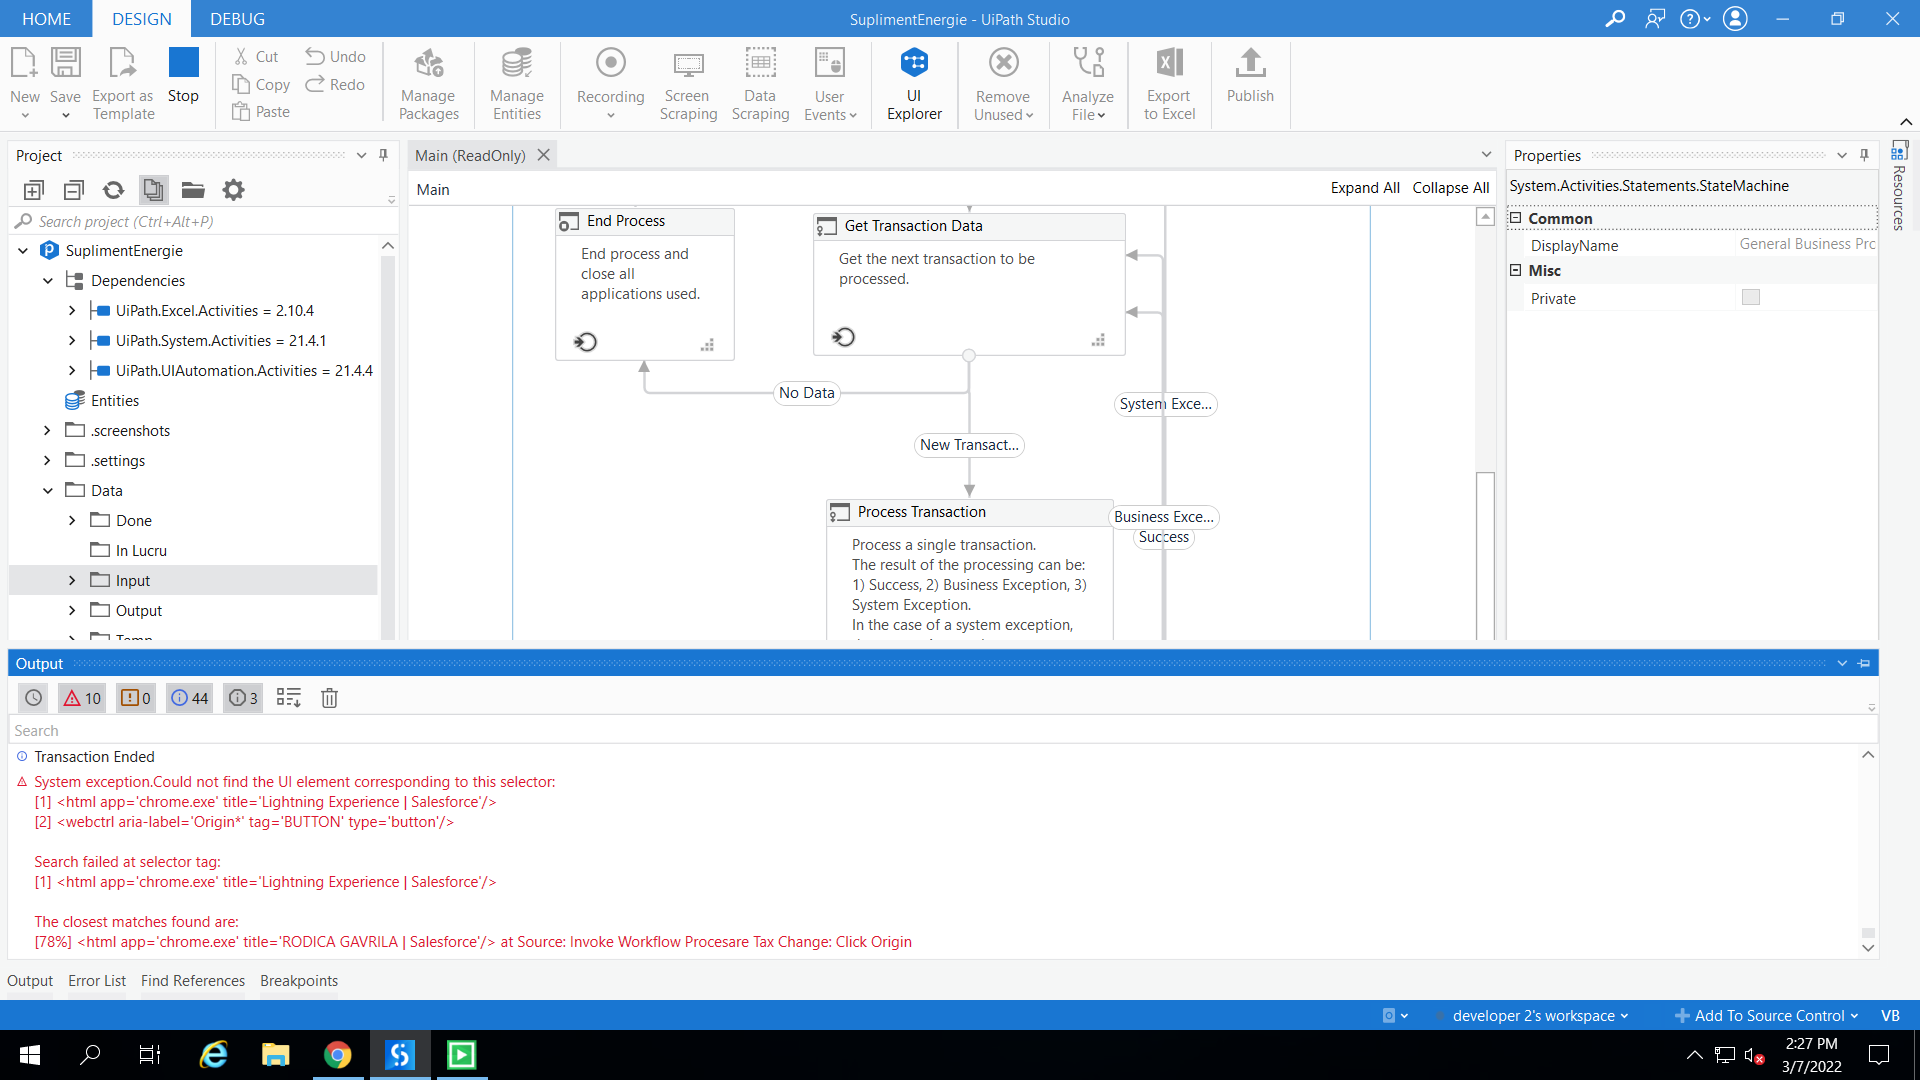 HOME
DESIGN
DEBUG
SuplimentEnergie - UiPath Studio
New
Save
Export as
Template
Stop
Cut
Copy
Paste
Undo
Redo
Manage
Packages
Manage
Entities
Recording
Screen
Scraping
Data
Scraping
User
Events
UI
Explorer
Remove
Unused
Analyze
File
Export
to Excel
Publish
Project
Search project (Ctrl+Alt+P)
SuplimentEnergie
Dependencies
UiPath.Excel.Activities = 2.10.4
UiPath.System.Activities = 21.4.1
UiPath.UIAutomation.Activities = 21.4.4
Entities
.screenshots
.settings
Data
Done
In Lucru
Input
Output
Main (ReadOnly)
Main
Expand All
Collapse All
End Process
End process and
close all
applications used.
Get Transaction Data
Get the next transaction to be
processed.
No Data
System Exce...
New Transact...
Process Transaction
Business Exce...
Success
Process a single transaction.
The result of the processing can be:
1) Success, 2) Business Exception, 3)
System Exception.
In the case of a system exception,
Properties
System.Activities.Statements.StateMachine
Common
DisplayName
General Business Prc
Misc
Private
Resources
Output
10
0
44
3
Search
Transaction Ended
System exception.Could not find the UI element corresponding to this selector:
[1] <html app='chrome.exe' title='Lightning Experience | Salesforce'/>
[2] <webctrl aria-label='Origin*' tag='BUTTON' type='button'/>
Search failed at selector tag:
[1] <html app='chrome.exe' title='Lightning Experience | Salesforce'/>
The closest matches found are:
[78%] <html app='chrome.exe' title='RODICA GAVRILA | Salesforce'/> at Source: Invoke Workflow Procesare Tax Change: Click Origin
Output
Error List
Find References
Breakpoints
developer 2's workspace
Add To Source Control
VB
2:27 PM
3/7/2022